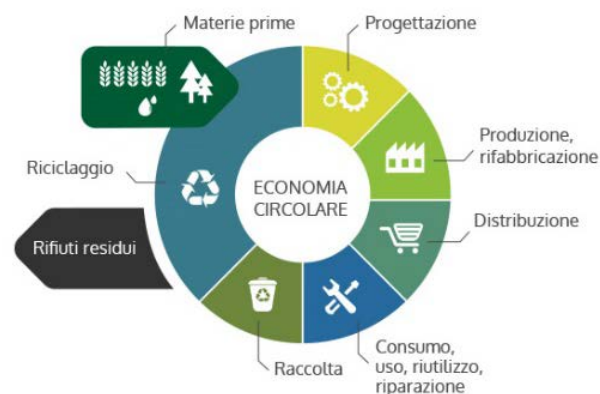 Materie prime
Progettazione
Produzione,
rifabbricazione
Riciclaggio
ECONOMIA
CIRCOLARE
Distribuzione
Rifiuti residui
Raccolta
Consumo,
uso, riutilizzo,
riparazione